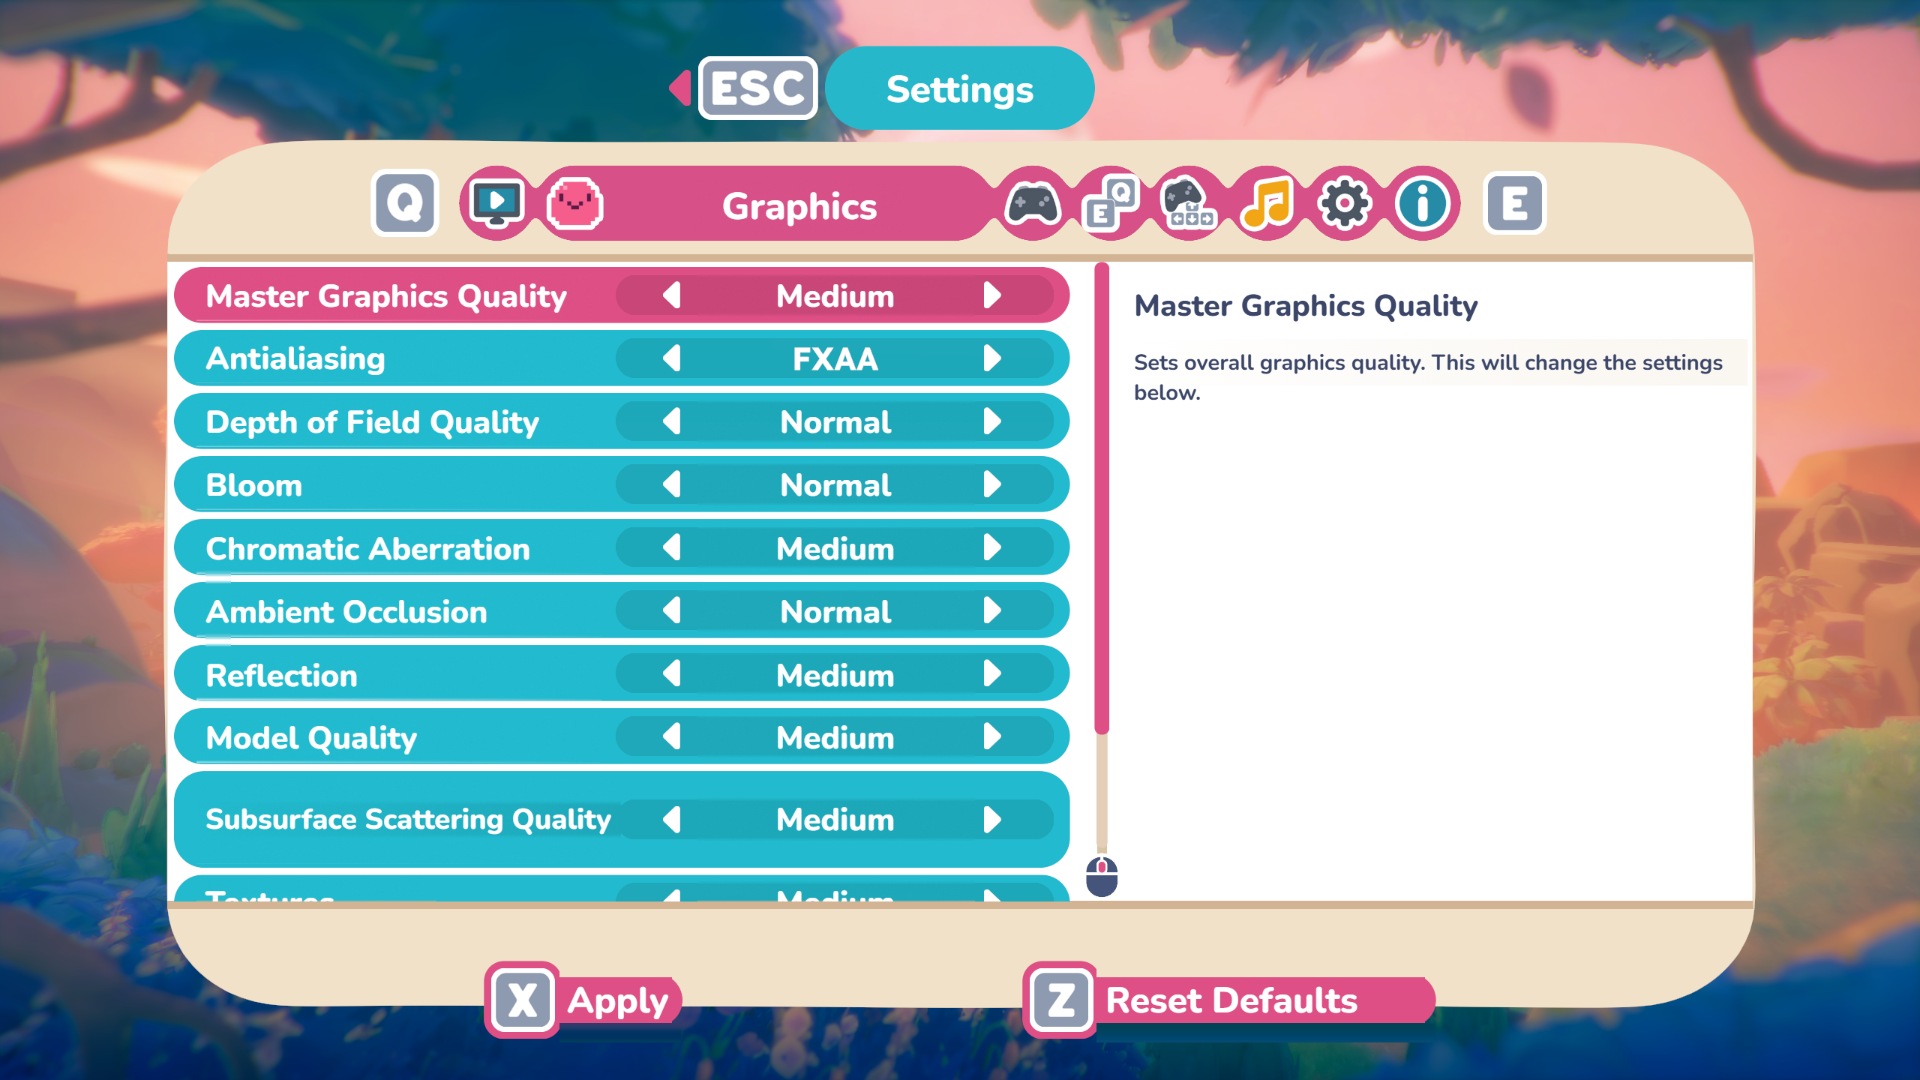 ESC Settings
Q Graphics Q E E
Master Graphics Quality Medium
Antialiasing FXAA
Depth of Field Quality Normal
Bloom Normal
Chromatic Aberration Medium
Ambient Occlusion Normal
Reflection Medium
Model Quality Medium
Subsurface Scattering Quality Medium
Textures Medium
Master Graphics Quality
Sets overall graphics quality. This will change the settings
below.
X Apply
Z Reset Defaults